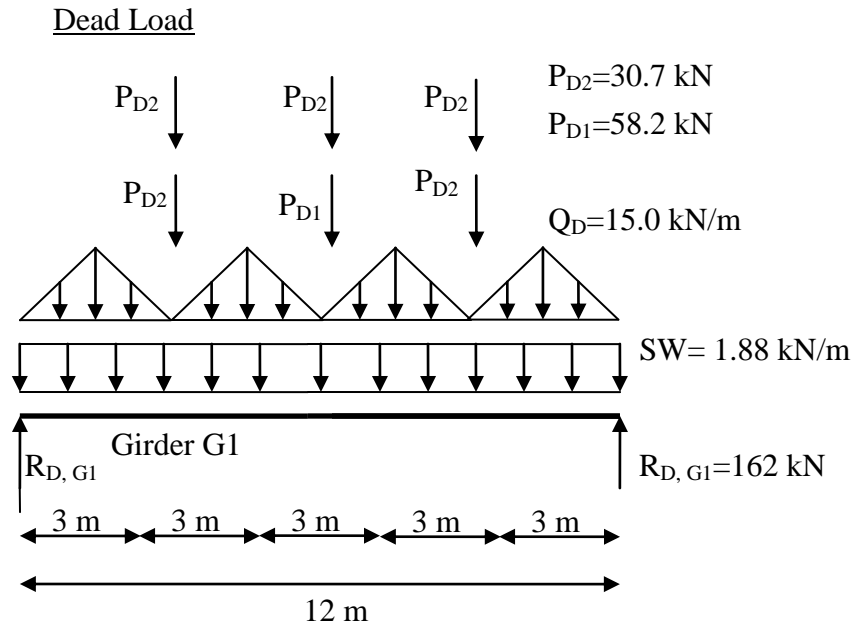 Dead Load
P_D2 P_D2 P_D2 P_D2=30.7 kN
P_D1=58.2 kN
P_D2 P_D1 P_D2
Q_D=15.0 kN/m
SW= 1.88 kN/m
Girder G1
R_D, G1 R_D, G1=162 kN
3 m 3 m 3 m 3 m 3 m
12 m